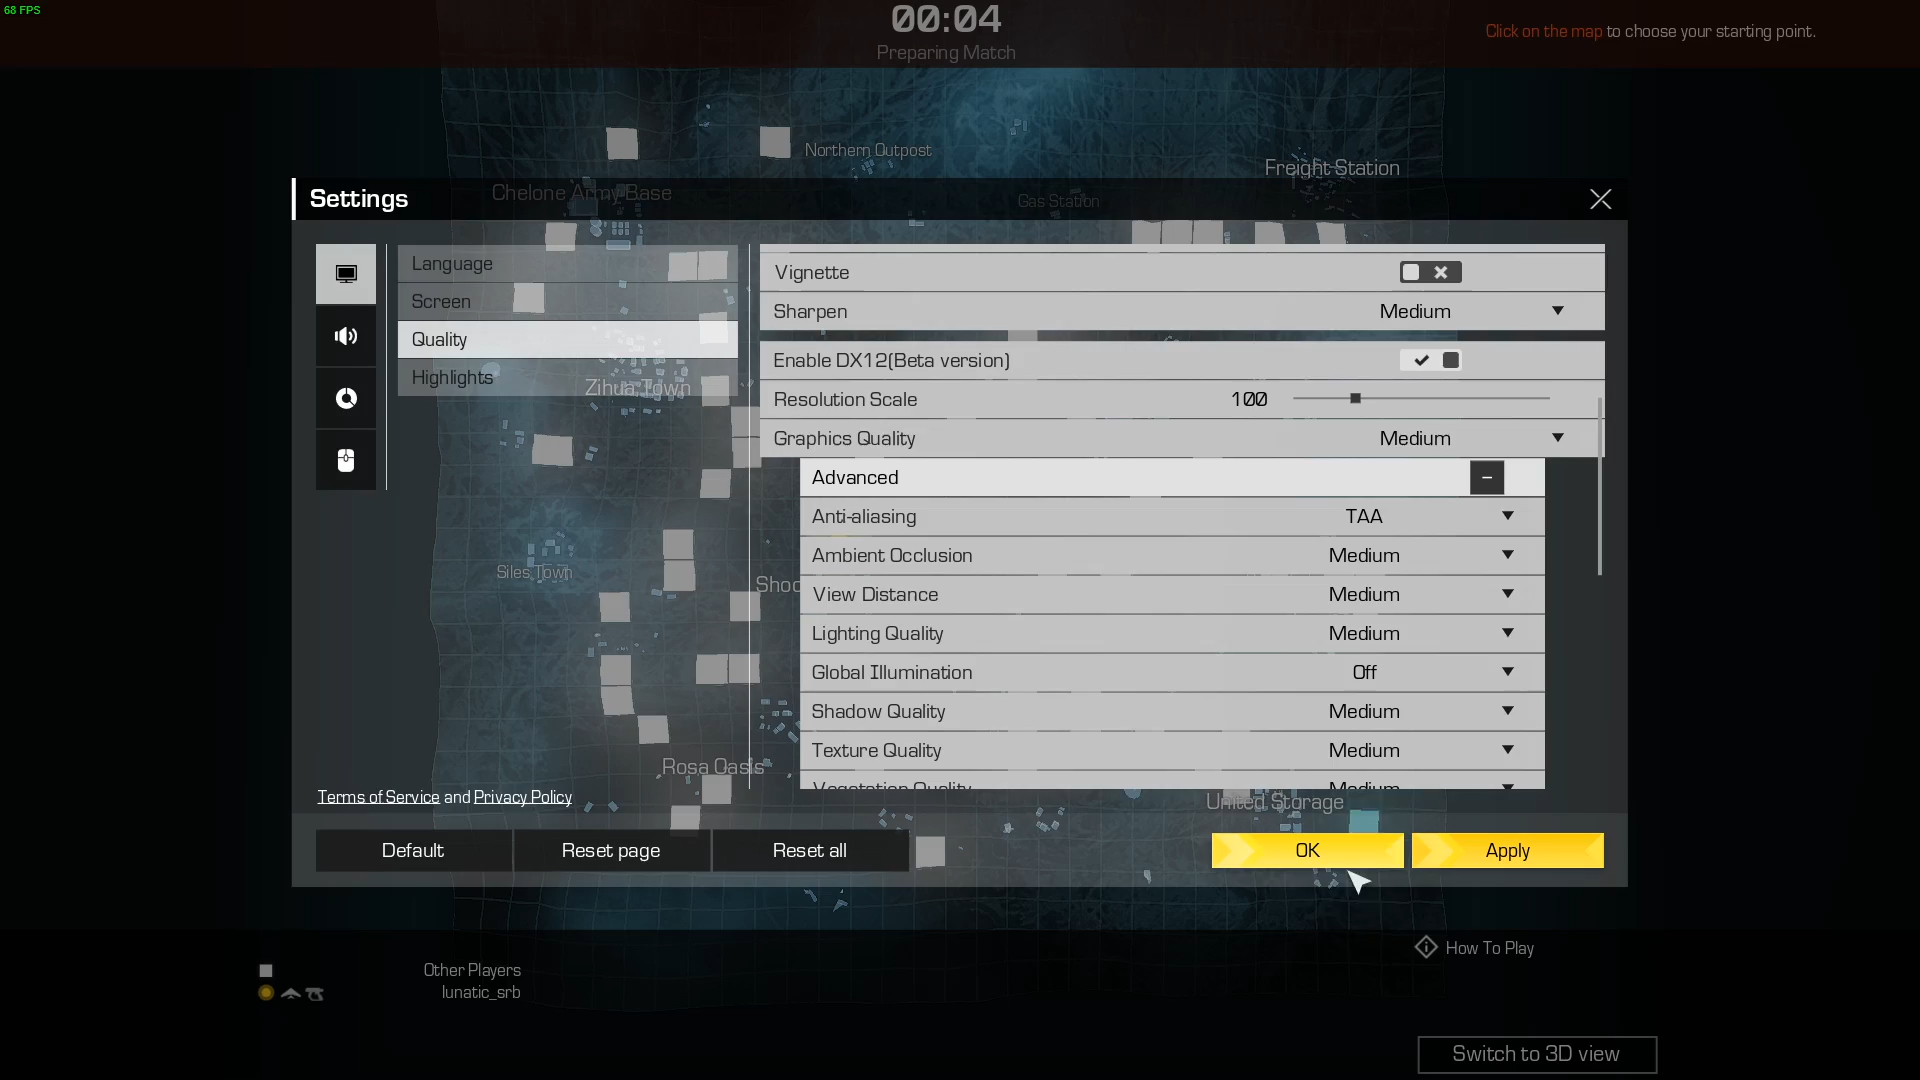 68 FPS
00:04
Preparing Match
Click on the map to choose your starting point.
Northern Outpost
Freight Station
Chelone Army Base
Gas Station
Settings
Language
Screen
Quality
Highlights
Zihua Town
Siles Town
Shoo
Rosa Oasis
United Storage
Vignette
Sharpen Medium
Enable DX12(Beta version)
Resolution Scale 100
Graphics Quality Medium
Advanced
Anti-aliasing TAA
Ambient Occlusion Medium
View Distance Medium
Lighting Quality Medium
Global Illumination Off
Shadow Quality Medium
Texture Quality Medium
Vegetation Quality Medium
Terms of Service and Privacy Policy
Default
Reset page
Reset all
OK
Apply
How To Play
Other Players
lunatic_srb
Switch to 3D view